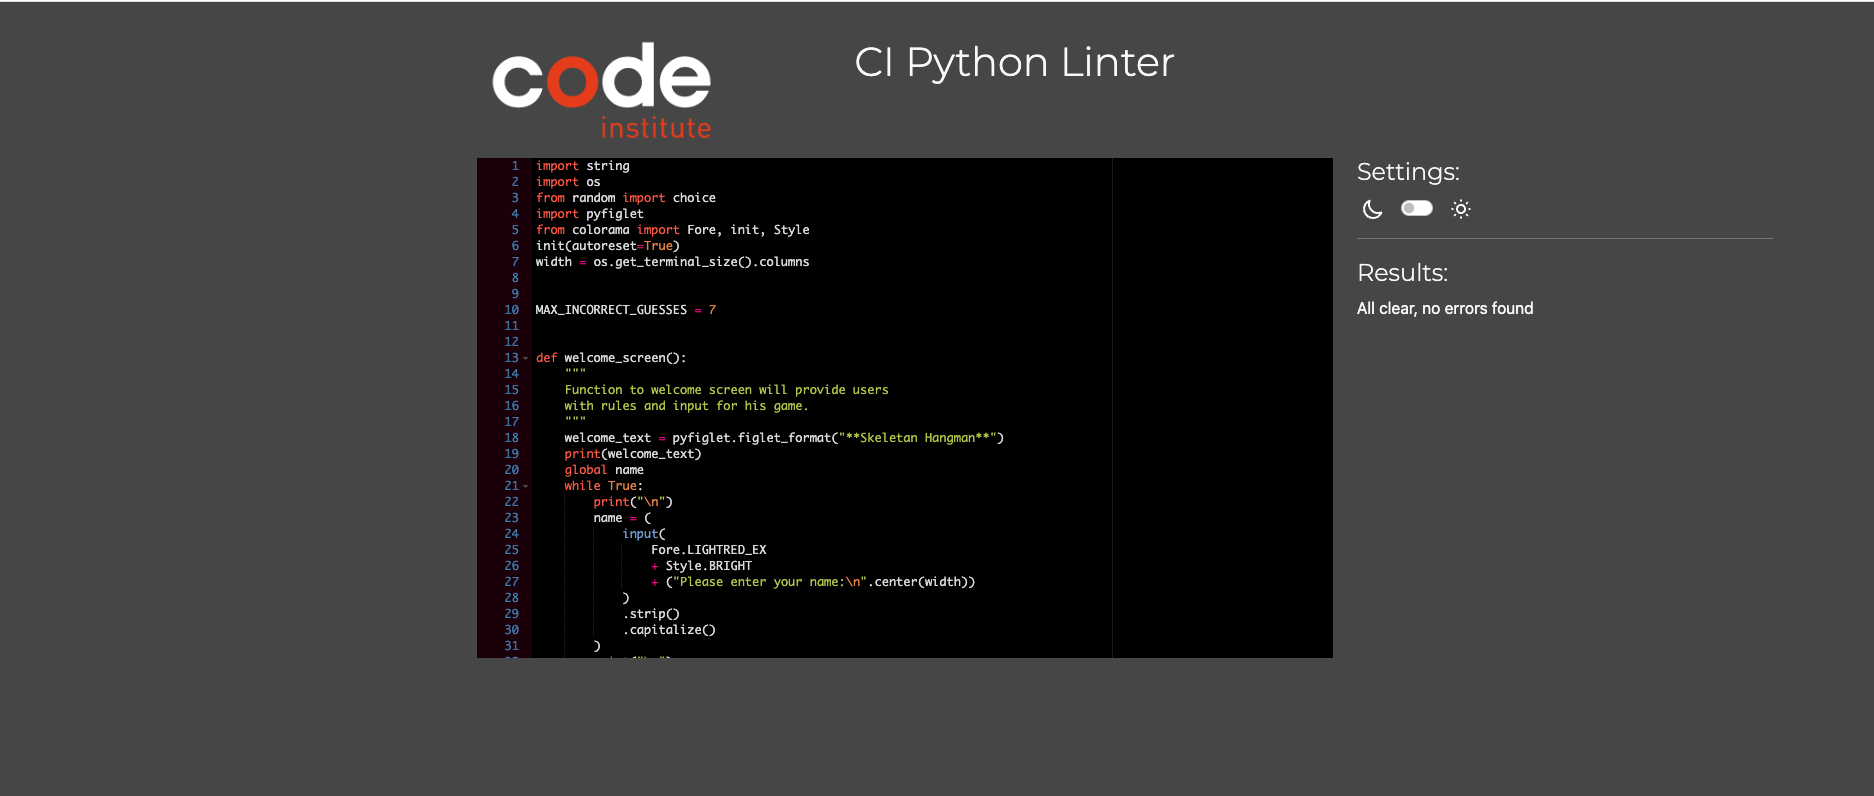 code
institute
CI Python Linter
1 import string
2 import os
3 from random import choice
4 import pyfiglet
5 from colorama import Fore, init, Style
6 init(autoreset=True)
7 width = os.get_terminal_size().columns
8
9
10 MAX_INCORRECT_GUESSES = 7
11
12
13 def welcome_screen():
14     """
15     Function to welcome screen will provide users
16     with rules and input for his game.
17     """
18     welcome_text = pyfiglet.figlet_format("**Skeletan Hangman**")
19     print(welcome_text)
20     global name
21     while True:
22         print("\n")
23         name = (
24             input(
25                 Fore.LIGHTRED_EX
26                 + Style.BRIGHT
27                 + ("Please enter your name:\n".center(width))
28             )
29             .strip()
30             .capitalize()
31         )
Settings:
Results:
All clear, no errors found